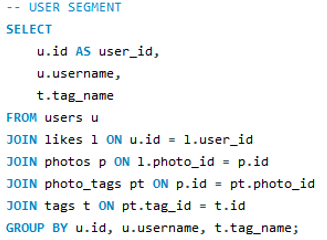 -- USER SEGMENT
SELECT
    u.id AS user_id,
    u.username,
    t.tag_name
FROM users u
JOIN likes l ON u.id = l.user_id
JOIN photos p ON l.photo_id = p.id
JOIN photo_tags pt ON p.id = pt.photo_id
JOIN tags t ON pt.tag_id = t.id
GROUP BY u.id, u.username, t.tag_name;